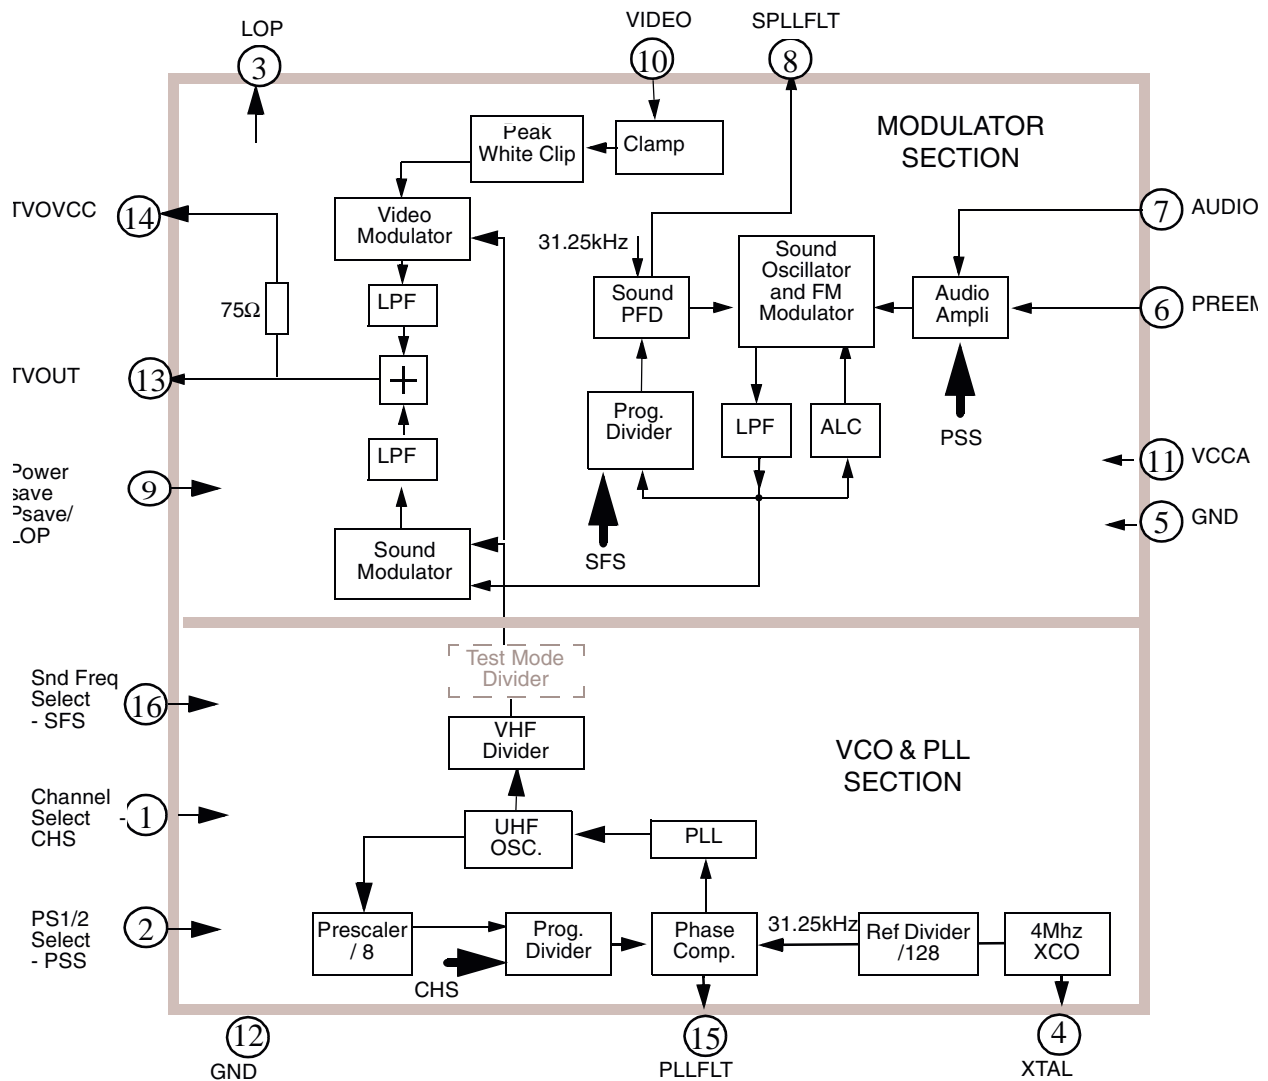 LOP
3
VIDEO
10
SPLLFLT
8
MODULATOR
SECTION
Peak
White Clip
Clamp
TVOVCC
14
Video
Modulator
7
AUDIO
31.25kHz
Sound
Oscillator
and FM
Modulator
LPF
Sound
PFD
Audio
Ampli
6
PREEM
75Ω
TVOUT
13
+
Prog.
Divider
LPF
ALC
PSS
LPF
Power
save
Psave/
LOP
9
11
VCCA
5
GND
SFS
Sound
Modulator
Test Mode
Divider
Snd Freq
Select
- SFS
16
VHF
Divider
VCO & PLL
SECTION
Channel
Select -
CHS
1
UHF
OSC.
PLL
PS1/2
Select
- PSS
2
Prescaler
/ 8
Prog.
Divider
Phase
Comp.
31.25kHz
Ref Divider
/128
4Mhz
XCO
CHS
12
GND
15
PLLFLT
4
XTAL